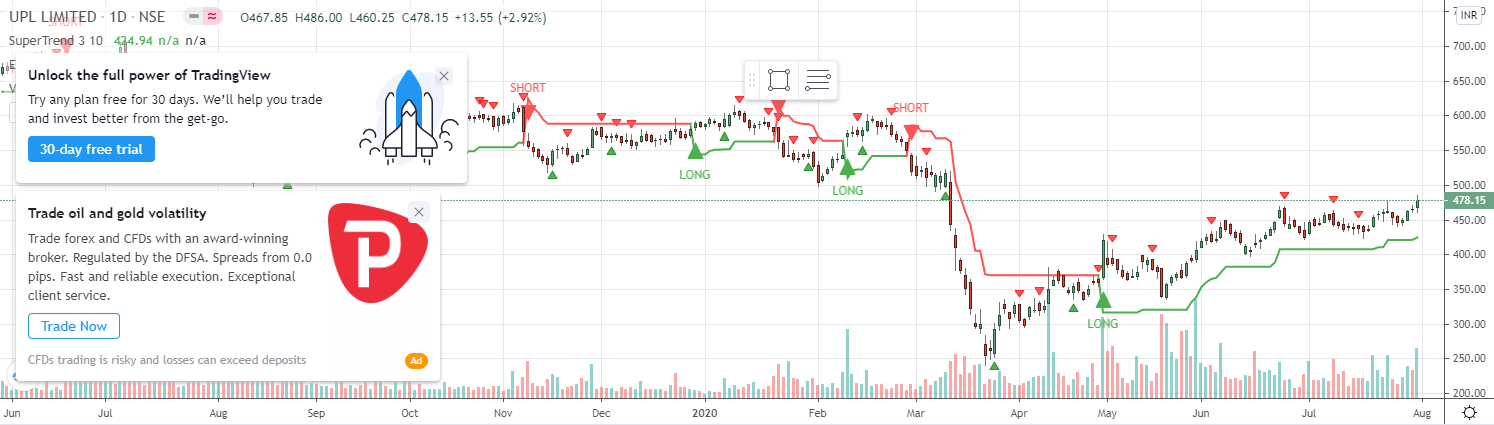 UPL LIMITED · 1D · NSE
O467.85 H486.00 L460.25 C478.15 +13.55 (+2.92%)
INR
SHORT
SuperTrend 3 10 424.94 n/a n/a
Unlock the full power of TradingView
Try any plan free for 30 days. We'll help you trade
and invest better from the get-go.
30-day free trial
Trade oil and gold volatility
Trade forex and CFDs with an award-winning
broker. Regulated by the DFSA. Spreads from 0.0
pips. Fast and reliable execution. Exceptional
client service.
Trade Now
CFDs trading is risky and losses can exceed deposits
Ad
P
SHORT
LONG
LONG
SHORT
LONG
700.00
650.00
600.00
550.00
500.00
478.15
450.00
400.00
350.00
300.00
250.00
200.00
Jun Jul Aug Sep Oct Nov Dec 2020 Feb Mar Apr May Jun Jul Aug